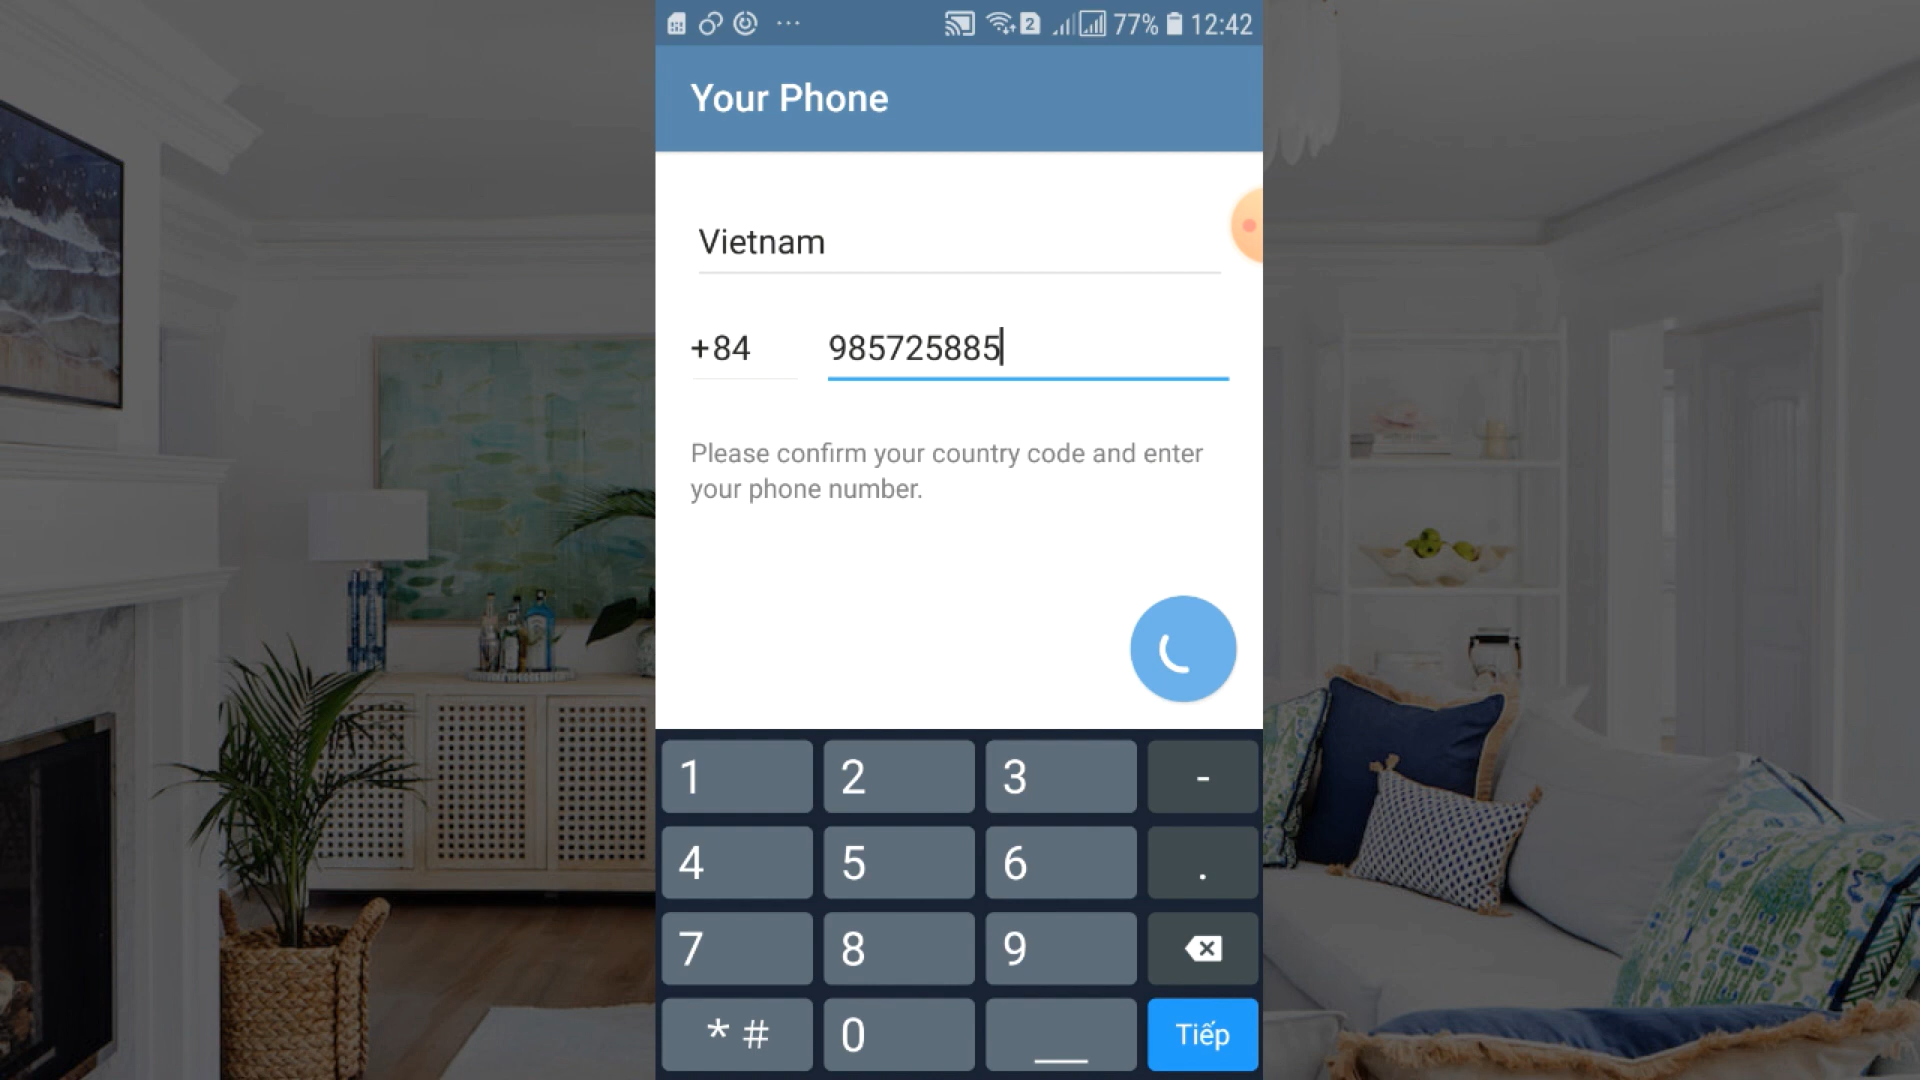 2 77% 12:42
Your Phone
Vietnam
+84 985725885
Please confirm your country code and enter
your phone number.
1 2 3 -
4 5 6 .
7 8 9
* # 0 Tiếp